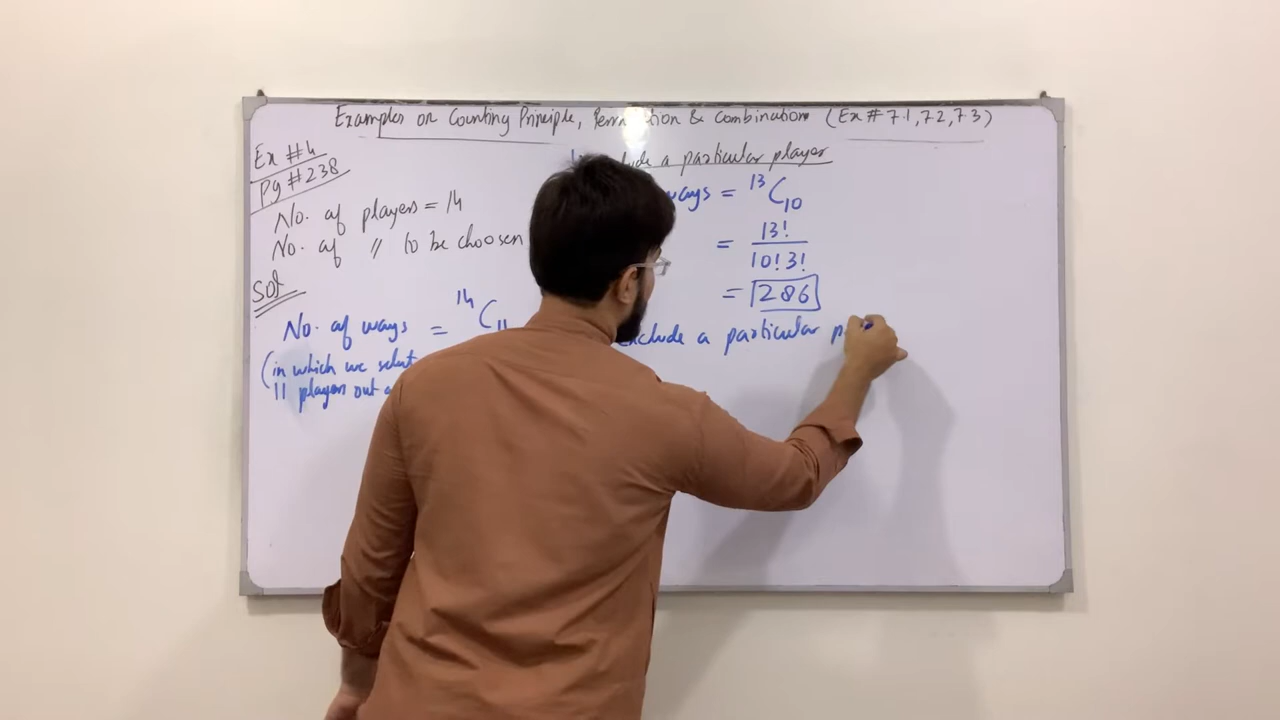 Examples on Counting Principle, Permutation & Combination (Ex # 7.1, 7.2, 7.3)
Ex #4
Pg #238
No. of players = 14
No. of " to be choosen
Sol
No. of ways = ¹⁴C₁₁
(in which we select
11 players out
a particular player
ways = ¹³C₁₀
= 13! / 10! 3!
= 286
exclude a particular p